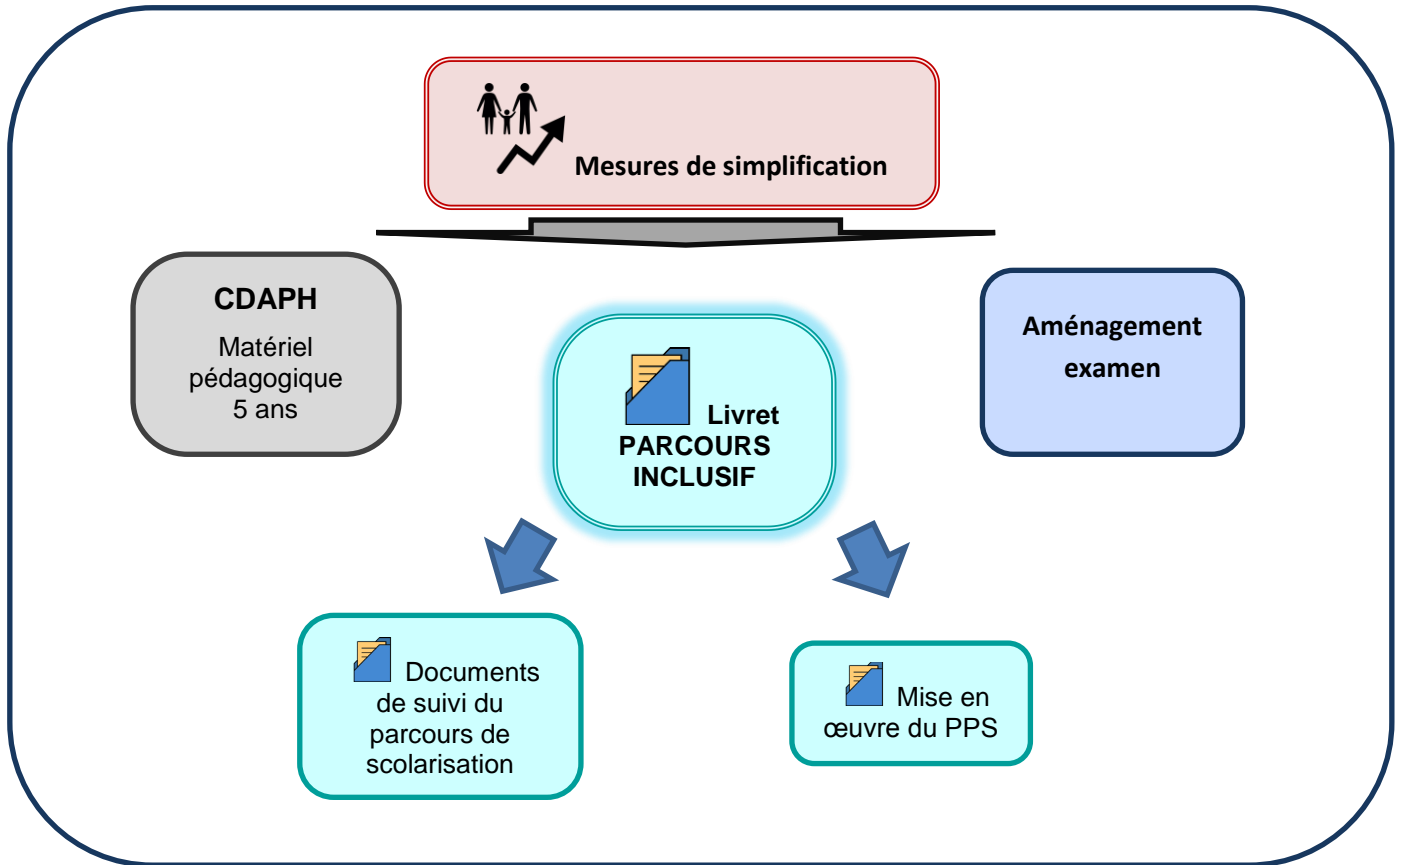 Mesures de simplification
CDAPH
Matériel
pédagogique
5 ans
Livret
PARCOURS
INCLUSIF
Aménagement
examen
Documents
de suivi du
parcours de
scolarisation
Mise en
œuvre du PPS